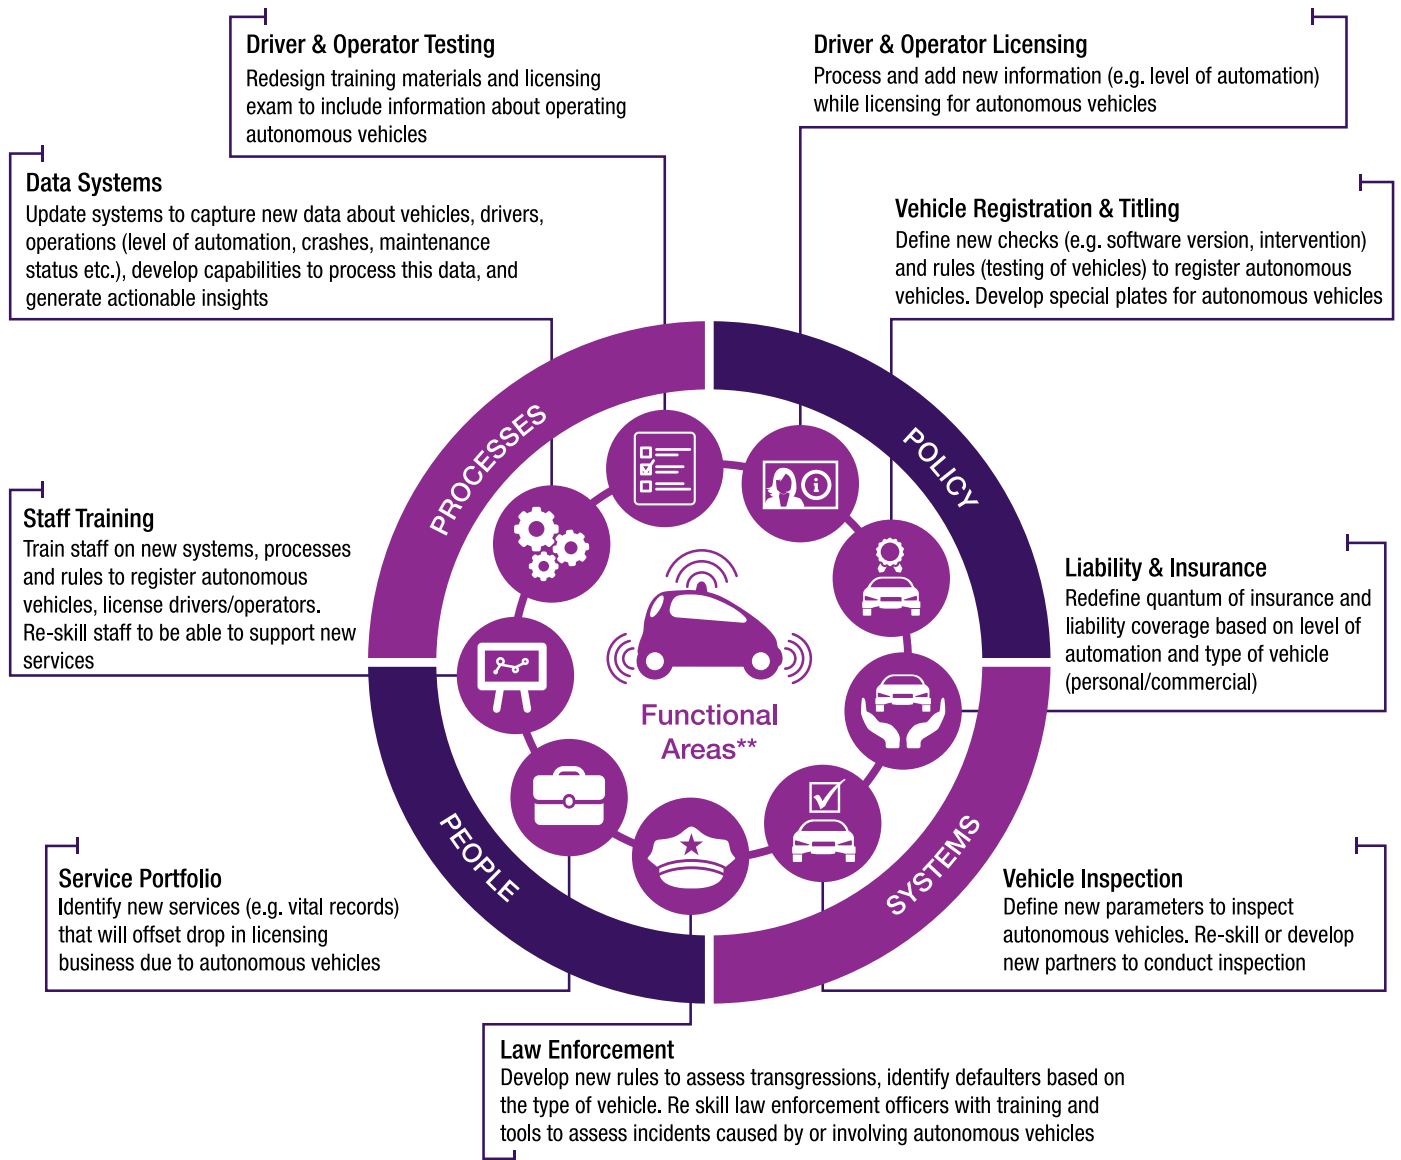 Driver & Operator Testing
Redesign training materials and licensing
exam to include information about operating
autonomous vehicles
Driver & Operator Licensing
Process and add new information (e.g. level of automation)
while licensing for autonomous vehicles
Data Systems
Update systems to capture new data about vehicles, drivers,
operations (level of automation, crashes, maintenance
status etc.), develop capabilities to process this data, and
generate actionable insights
Vehicle Registration & Titling
Define new checks (e.g. software version, intervention)
and rules (testing of vehicles) to register autonomous
vehicles. Develop special plates for autonomous vehicles
PROCESSES
POLICY
Staff Training
Train staff on new systems, processes
and rules to register autonomous
vehicles, license drivers/operators.
Re-skill staff to be able to support new
services
Liability & Insurance
Redefine quantum of insurance and
liability coverage based on level of
automation and type of vehicle
(personal/commercial)
Functional
Areas**
PEOPLE
SYSTEMS
Service Portfolio
Identify new services (e.g. vital records)
that will offset drop in licensing
business due to autonomous vehicles
Vehicle Inspection
Define new parameters to inspect
autonomous vehicles. Re-skill or develop
new partners to conduct inspection
Law Enforcement
Develop new rules to assess transgressions, identify defaulters based on
the type of vehicle. Re skill law enforcement officers with training and
tools to assess incidents caused by or involving autonomous vehicles